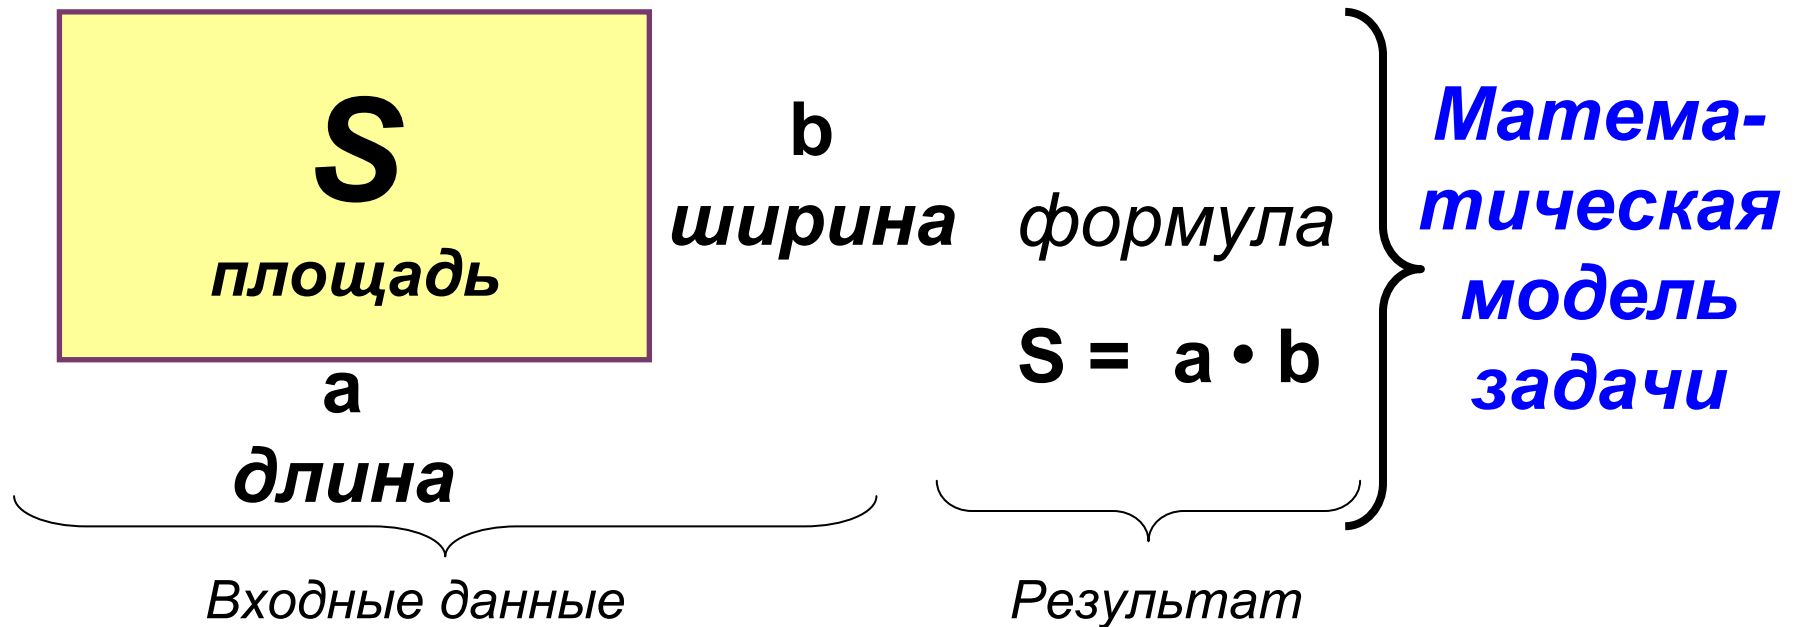 S
площадь
a
длина
b
ширина
Входные данные
формула
S = a • b
Результат
Матема-
тическая
модель
задачи